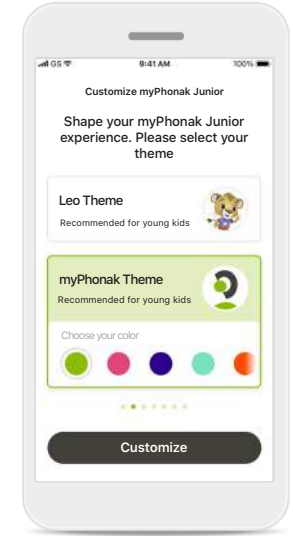 G5 9:41 AM 100%
Customize myPhonak Junior
Shape your myPhonak Junior
experience. Please select your
theme
Leo Theme
Recommended for young kids
myPhonak Theme
Recommended for young kids
Choose your color
Customize